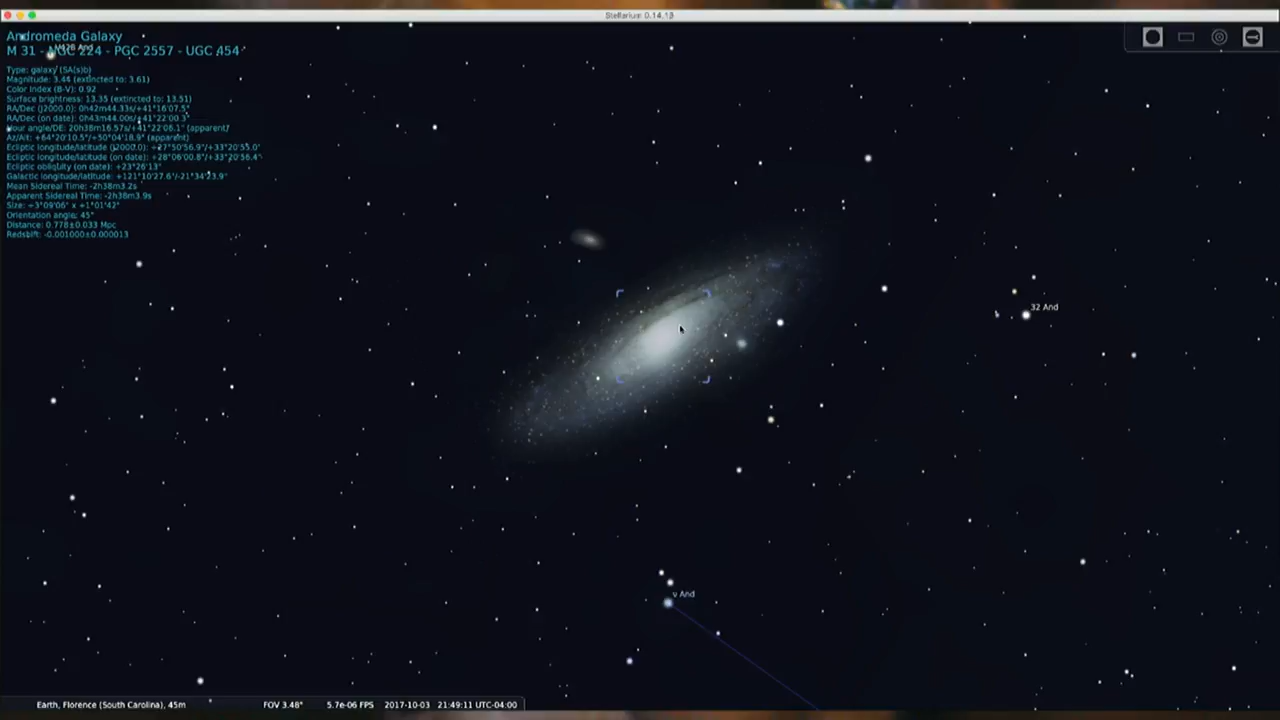 Stellarium 0.14.13
Andromeda Galaxy
M 31 - NGC 224 - PGC 2557 - UGC 454
Type: galaxy (SA(s)b)
Magnitude: 3.44 (extincted to: 3.61)
Color Index (B-V): 0.92
Surface brightness: 13.35 (extincted to: 13.51)
RA/Dec (J2000.0): 0h42m44.33s/+41°16'07.5"
RA/Dec (on date): 0h43m44.00s/+41°22'00.3"
Hour angle/DE: 20h38m16.57s/+41°22'06.1" (apparent)
Az/Alt: +64°20'10.5"/+50°04'18.9" (apparent)
Ecliptic longitude/latitude (J2000.0): +27°50'56.9"/+33°20'55.0"
Ecliptic longitude/latitude (on date): +28°06'00.8"/+33°20'56.4"
Ecliptic obliquity (on date): +23°26'13"
Galactic longitude/latitude: +121°10'27.6"/-21°34'23.9"
Mean Sidereal Time: -2h38m3.2s
Apparent Sidereal Time: -2h38m3.9s
Size: +3°09'06" x +1°01'42"
Orientation angle: 45°
Distance: 0.778±0.033 Mpc
Redshift: -0.001000±0.000013
32 And
ν And
Earth, Florence (South Carolina), 45m FOV 3.48° 5.7e-06 FPS 2017-10-03 21:49:11 UTC-04:00